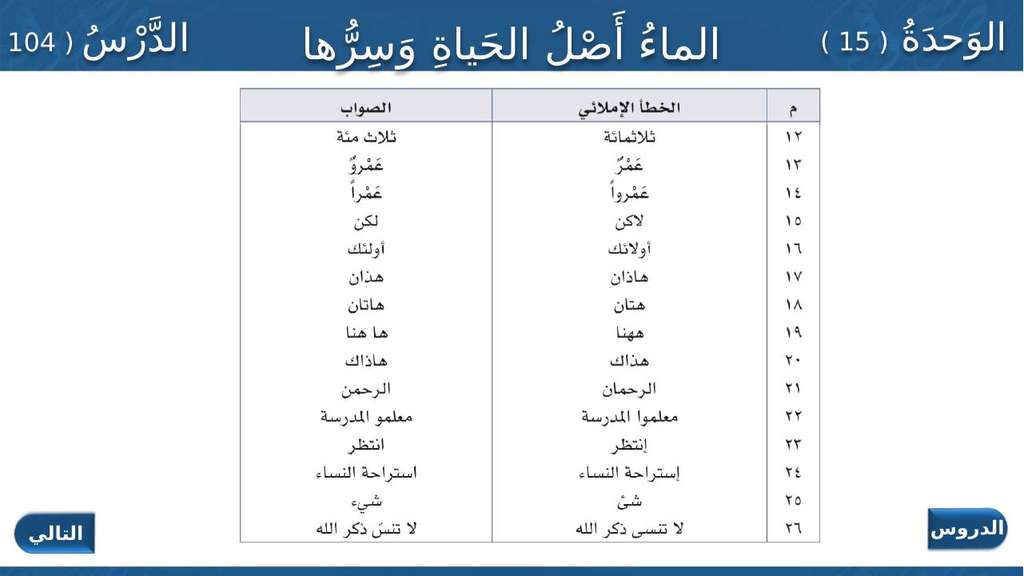 الوَحدَةُ ( 15 ) الماءُ أَصْلُ الحَياةِ وَسِرُّها الدَّرْسُ ( 104
م الخطأ الإملائي الصواب
١٢ ثلاثمائة ثلاث مئة
١٣ عَمْرٌ عَمْروٌ
١٤ عَمْرواً عَمْراً
١٥ لاكن لكن
١٦ أولائك أولئك
١٧ هاذان هذان
١٨ هتان هاتان
١٩ ههنا ها هنا
٢٠ هذاك هاذاك
٢١ الرحمان الرحمن
٢٢ معلموا المدرسة معلمو المدرسة
٢٣ إنتظر انتظر
٢٤ إستراحة النساء استراحة النساء
٢٥ شئ شيء
٢٦ لا تنسى ذكر الله لا تنسَ ذكر الله
الدروس
التالي